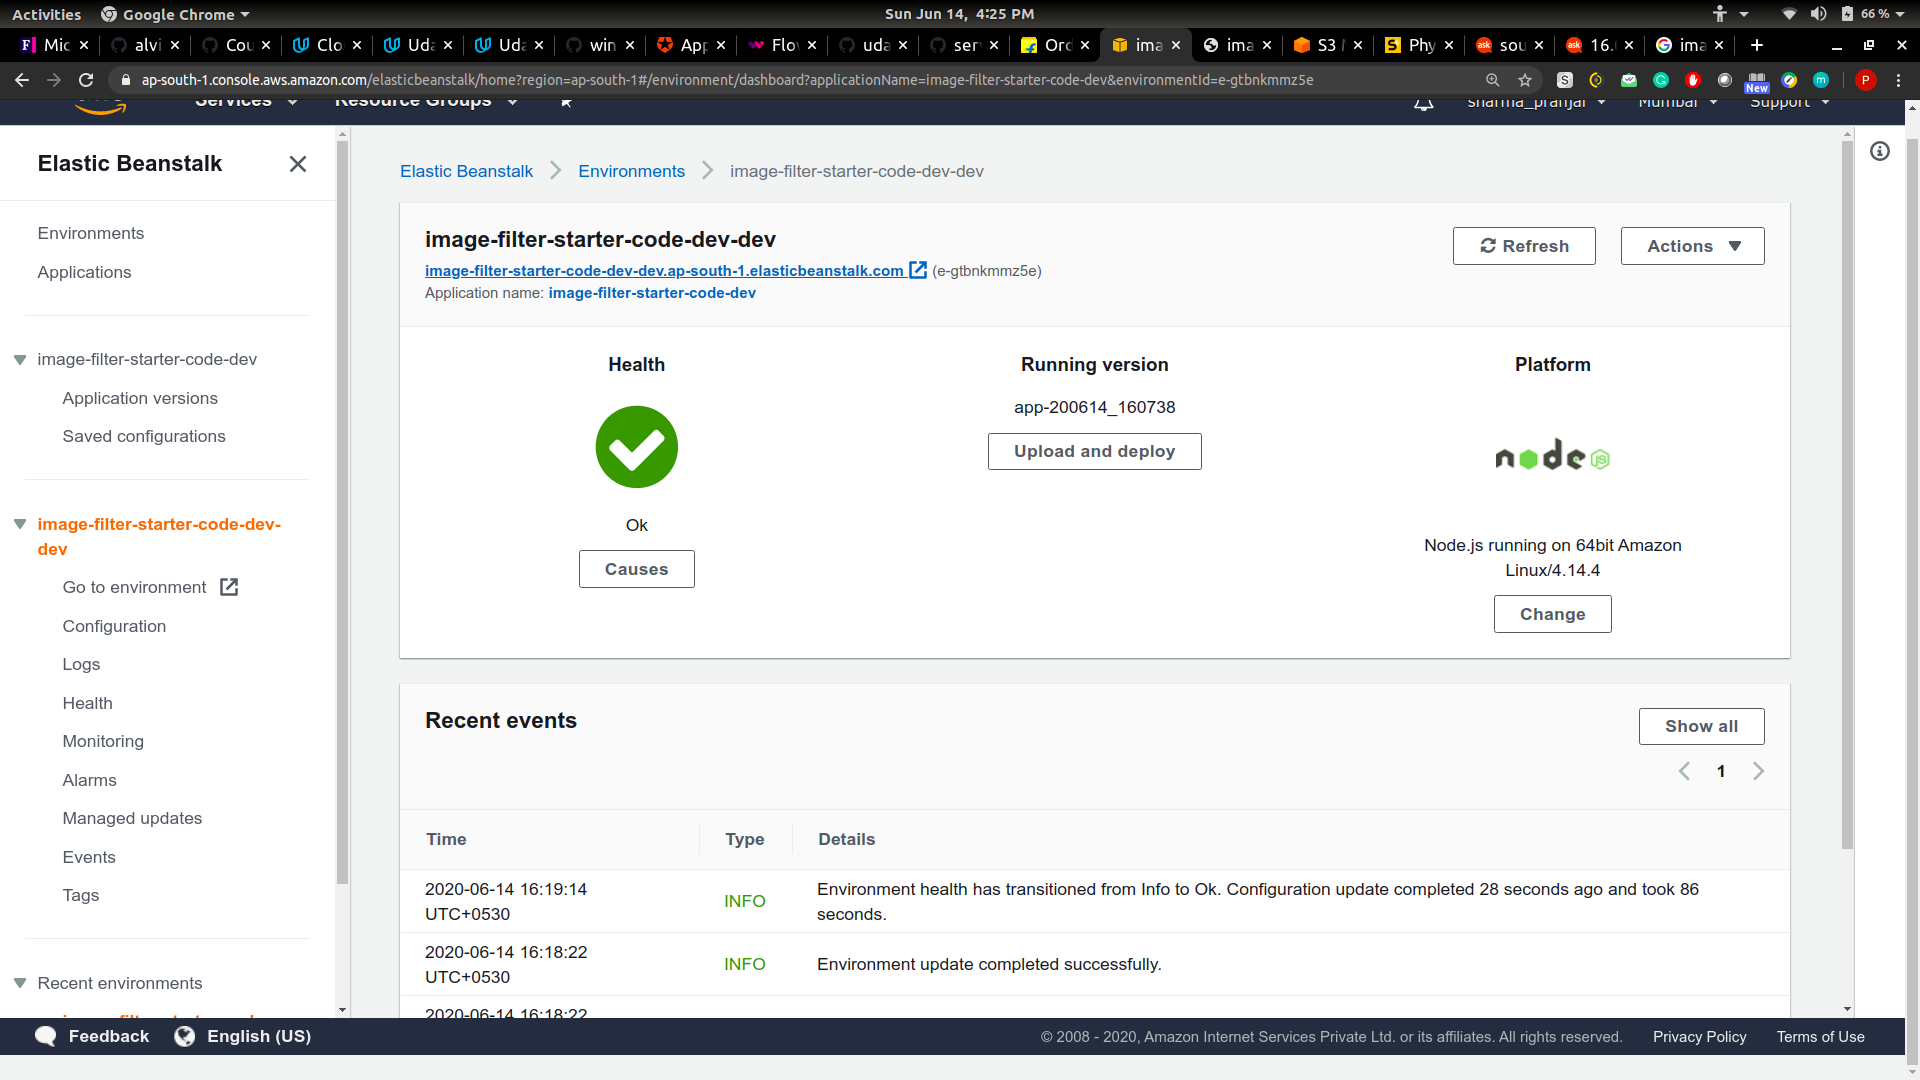 Activities Google Chrome Sun Jun 14, 4:25 PM 66 %
Mic alvi Cou Clo Uda Uda win App Flo uda ser Orc ima ima S3 Phy sou 16. ima
ap-south-1.console.aws.amazon.com/elasticbeanstalk/home?region=ap-south-1#/environment/dashboard?applicationName=image-filter-starter-code-dev&environmentId=e-gtbnkmmz5e
New
P
Services Resource Groups sharma_pranjal Mumbai Support
Elastic Beanstalk
Environments
Applications
image-filter-starter-code-dev
Application versions
Saved configurations
image-filter-starter-code-dev-
dev
Go to environment
Configuration
Logs
Health
Monitoring
Alarms
Managed updates
Events
Tags
Recent environments
Elastic Beanstalk Environments image-filter-starter-code-dev-dev
image-filter-starter-code-dev-dev
Refresh Actions
image-filter-starter-code-dev-dev.ap-south-1.elasticbeanstalk.com (e-gtbnkmmz5e)
Application name: image-filter-starter-code-dev
Health
Ok
Causes
Running version
app-200614_160738
Upload and deploy
Platform
node JS
Node.js running on 64bit Amazon
Linux/4.14.4
Change
Recent events
Show all
1
Time Type Details
2020-06-14 16:19:14
UTC+0530
INFO
Environment health has transitioned from Info to Ok. Configuration update completed 28 seconds ago and took 86
seconds.
2020-06-14 16:18:22
UTC+0530
INFO
Environment update completed successfully.
2020-06-14 16:18:22
Feedback English (US) © 2008 - 2020, Amazon Internet Services Private Ltd. or its affiliates. All rights reserved. Privacy Policy Terms of Use